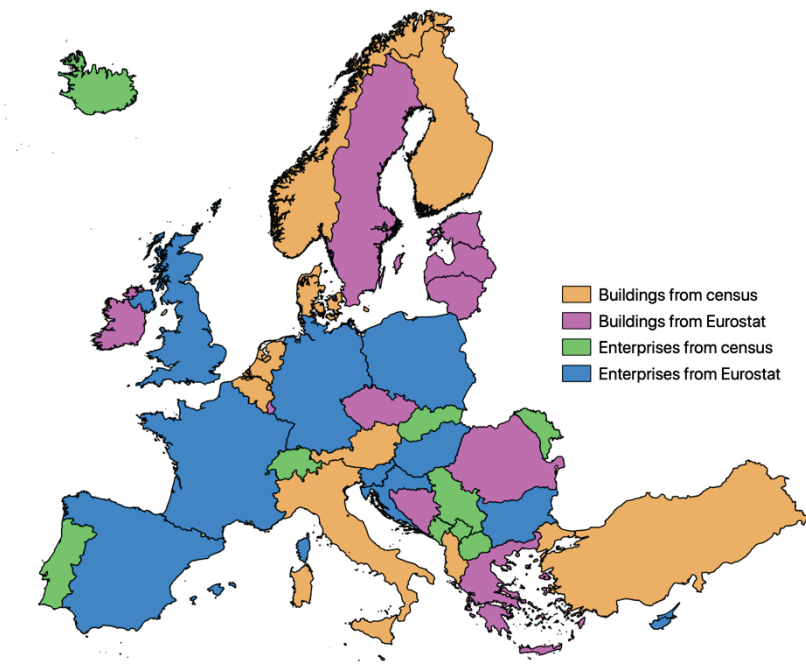 Buildings from census
Buildings from Eurostat
Enterprises from census
Enterprises from Eurostat